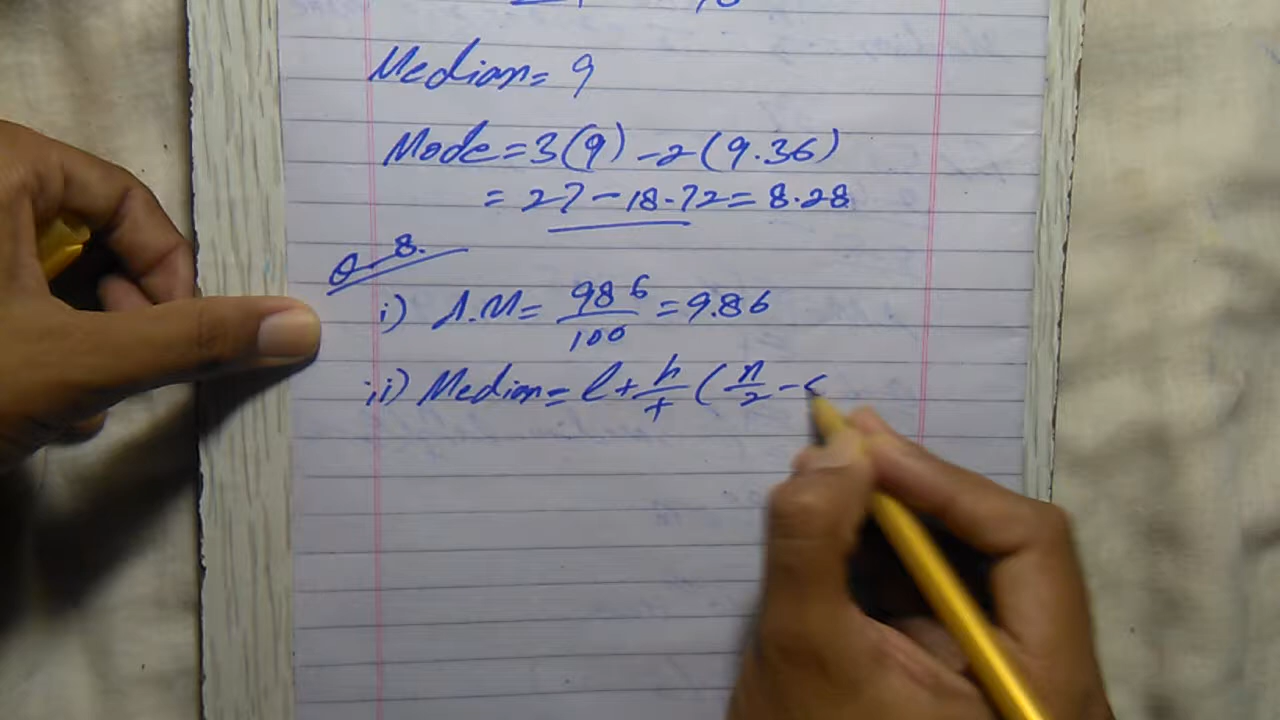 Median = 9
Mode = 3(9) - 2(9.36)
= 27 - 18.72 = 8.28
Q-8.
i) A.M = 986/100 = 9.86
ii) Median = l + h/f (n/2 - c